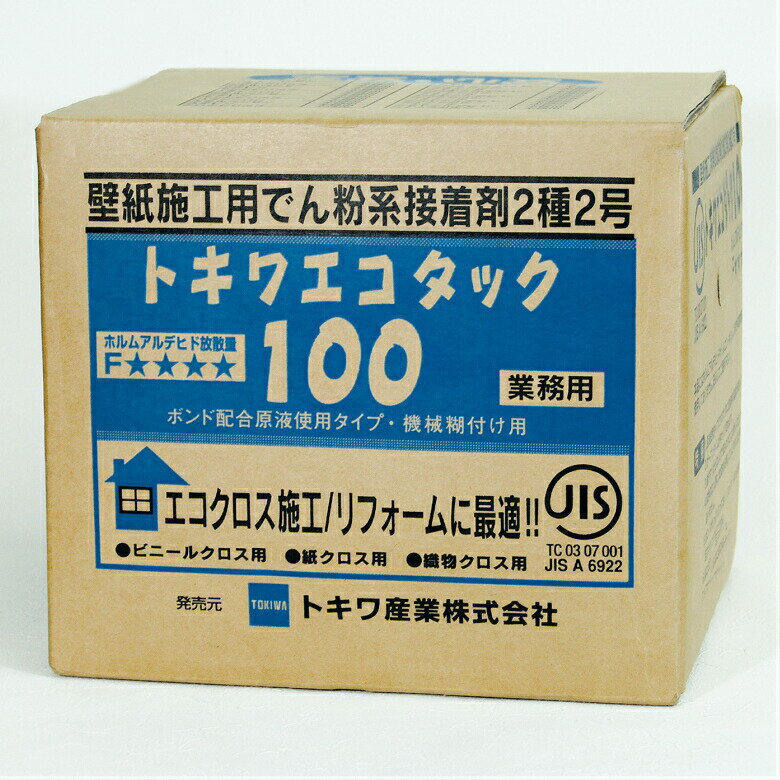 壁紙施工用でん粉系接着剤2種2号
トキワエコタック
100
ホルムアルデヒド放散量
F★★★★
業務用
ボンド配合原液使用タイプ・機械糊付け用
エコクロス施工/リフォームに最適!!
●ビニールクロス用 ●紙クロス用 ●織物クロス用
JIS
TC 03 07 001
JIS A 6922
発売元 TOKIWA トキワ産業株式会社
JIS